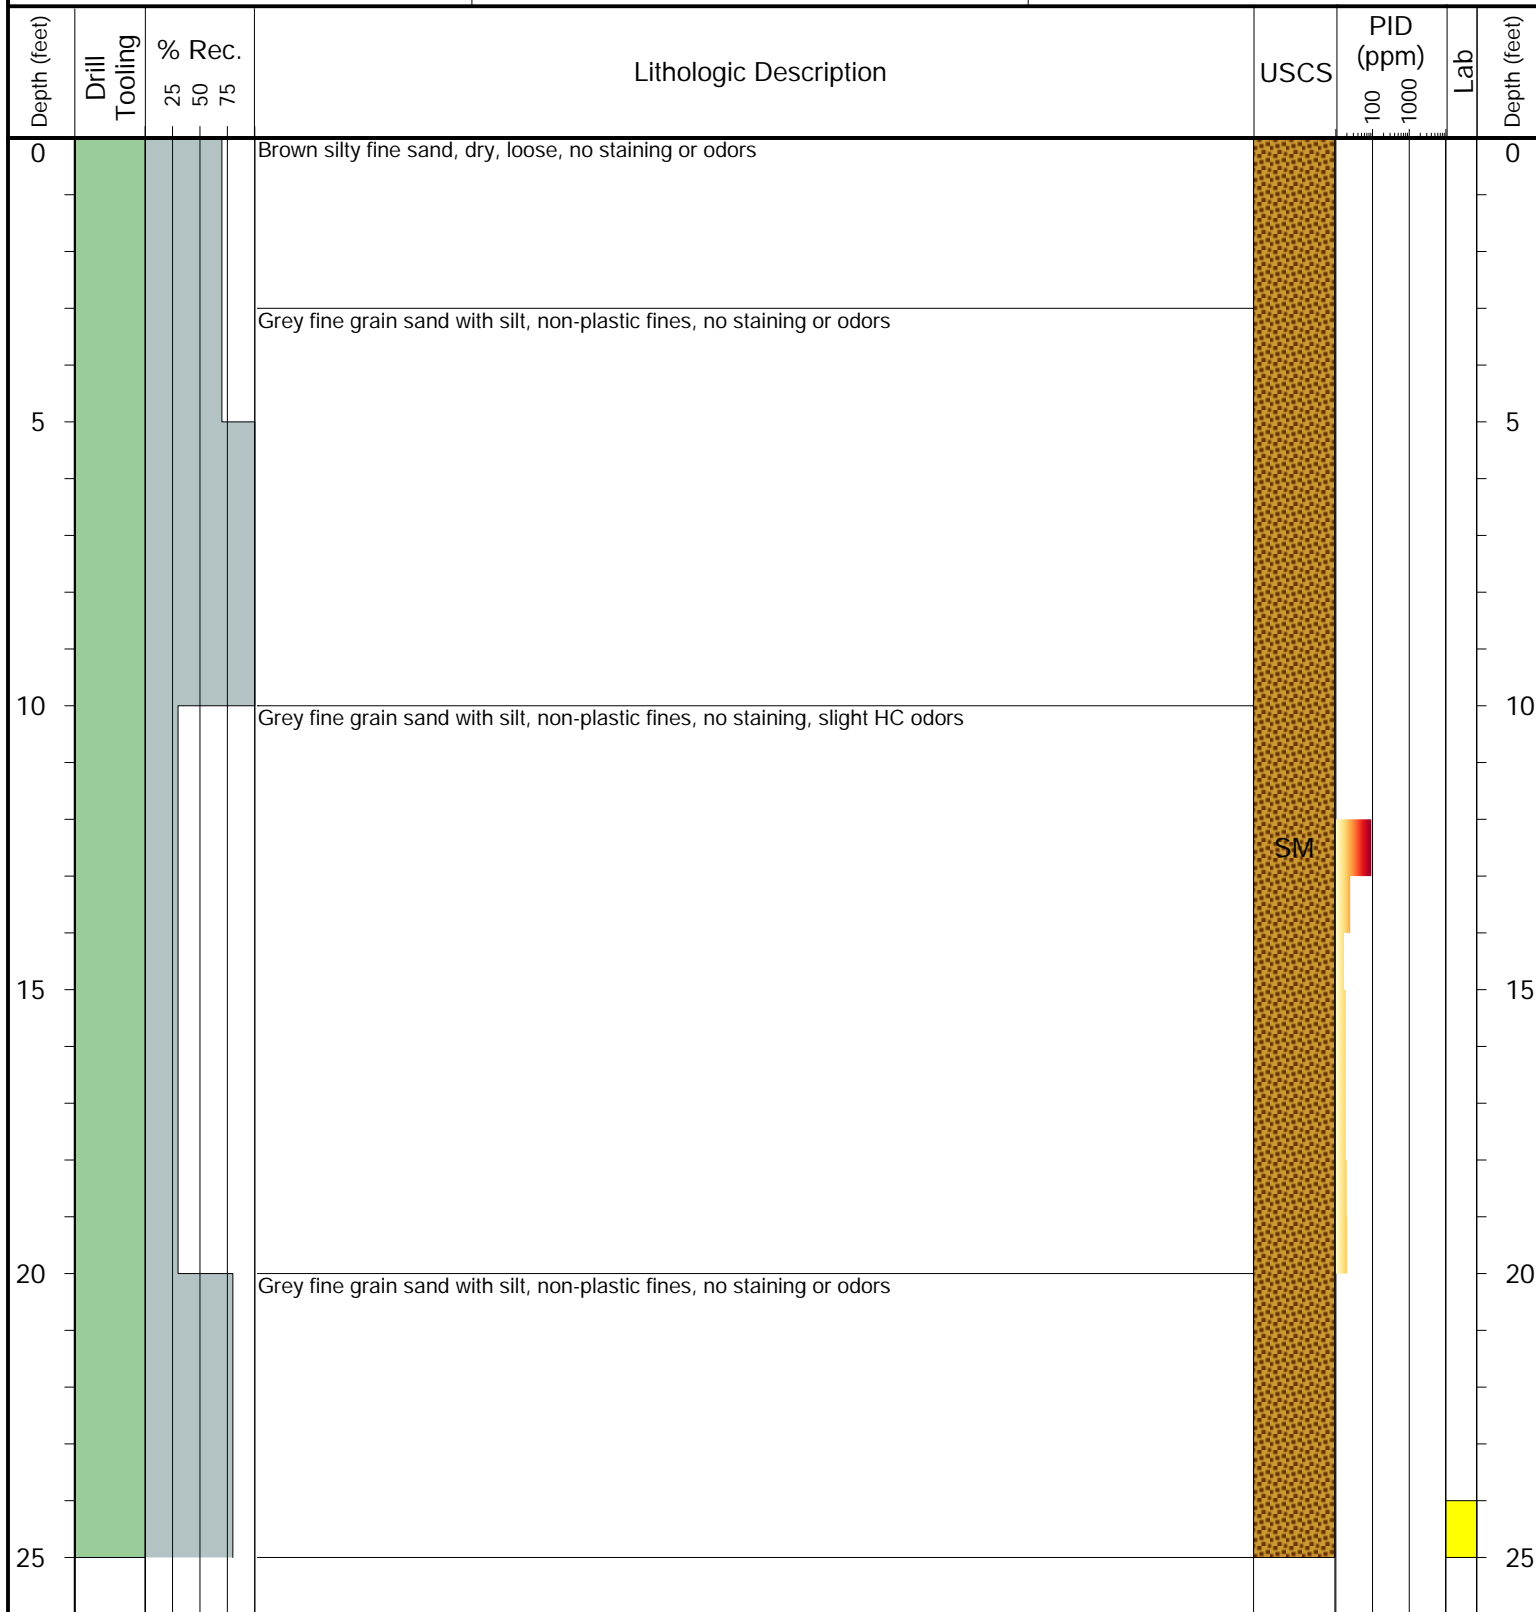 Depth (feet)
Drill
Tooling
% Rec.
25
50
75
Lithologic Description
USCS
PID
(ppm)
100
1000
Lab
Depth (feet)
0
Brown silty fine sand, dry, loose, no staining or odors
0
Grey fine grain sand with silt, non-plastic fines, no staining or odors
5
5
10
Grey fine grain sand with silt, non-plastic fines, no staining, slight HC odors
10
SM
15
15
20
Grey fine grain sand with silt, non-plastic fines, no staining or odors
20
25
25